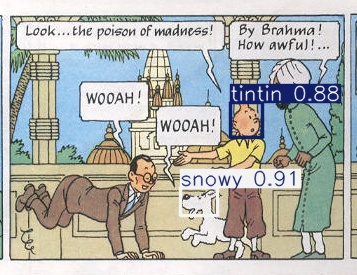 Look...the poison of madness!
By Brahma!
How awful!...
tintin 0.88
WOOAH!
WOOAH!
snowy 0.91